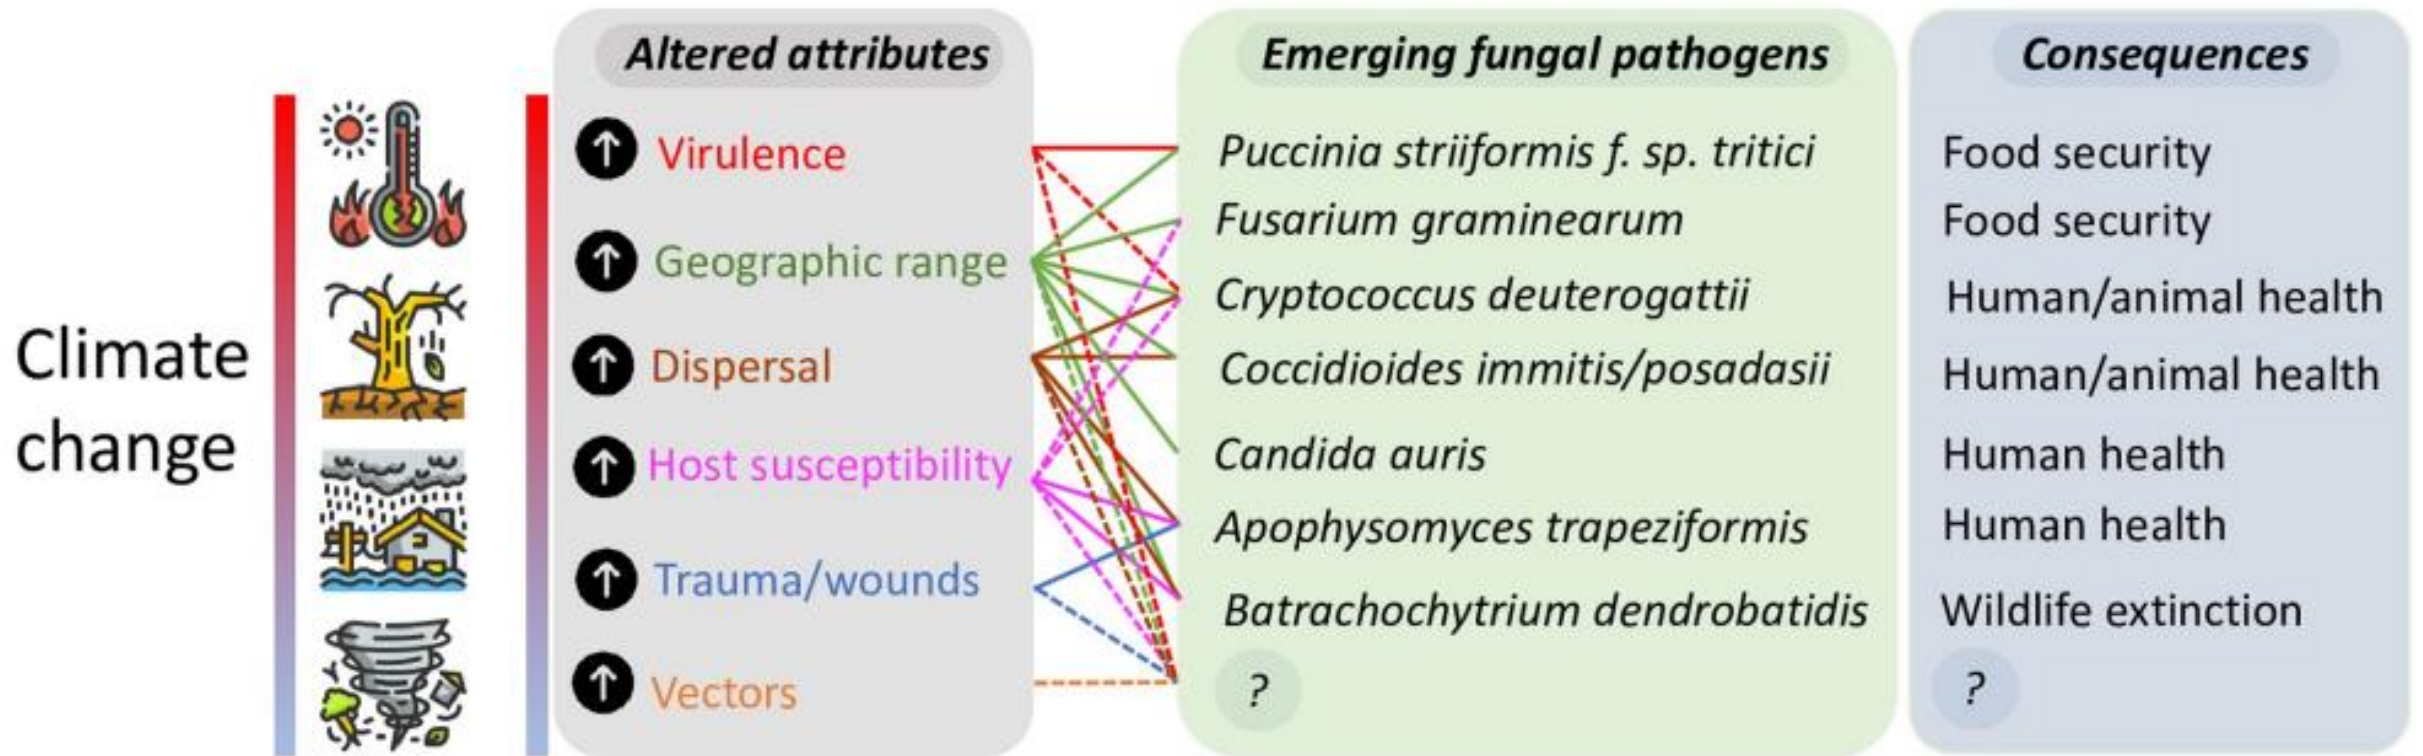 Climate
change
Altered attributes
Virulence
Geographic range
Dispersal
Host susceptibility
Trauma/wounds
Vectors
Emerging fungal pathogens
Puccinia striiformis f. sp. tritici
Fusarium graminearum
Cryptococcus deuterogattii
Coccidioides immitis/posadasii
Candida auris
Apophysomyces trapeziformis
Batrachochytrium dendrobatidis
?
Consequences
Food security
Food security
Human/animal health
Human/animal health
Human health
Human health
Wildlife extinction
?